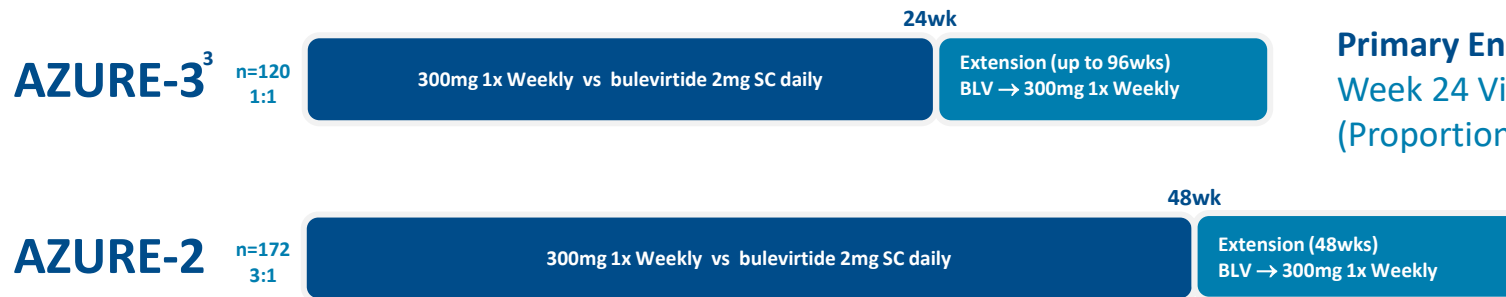 24wk
AZURE-3³
n=120
1:1
300mg 1x Weekly vs bulevirtide 2mg SC daily
Extension (up to 96wks)
BLV → 300mg 1x Weekly
Primary En
Week 24 Vi
(Proportion
48wk
AZURE-2
n=172
3:1
300mg 1x Weekly vs bulevirtide 2mg SC daily
Extension (48wks)
BLV → 300mg 1x Weekly